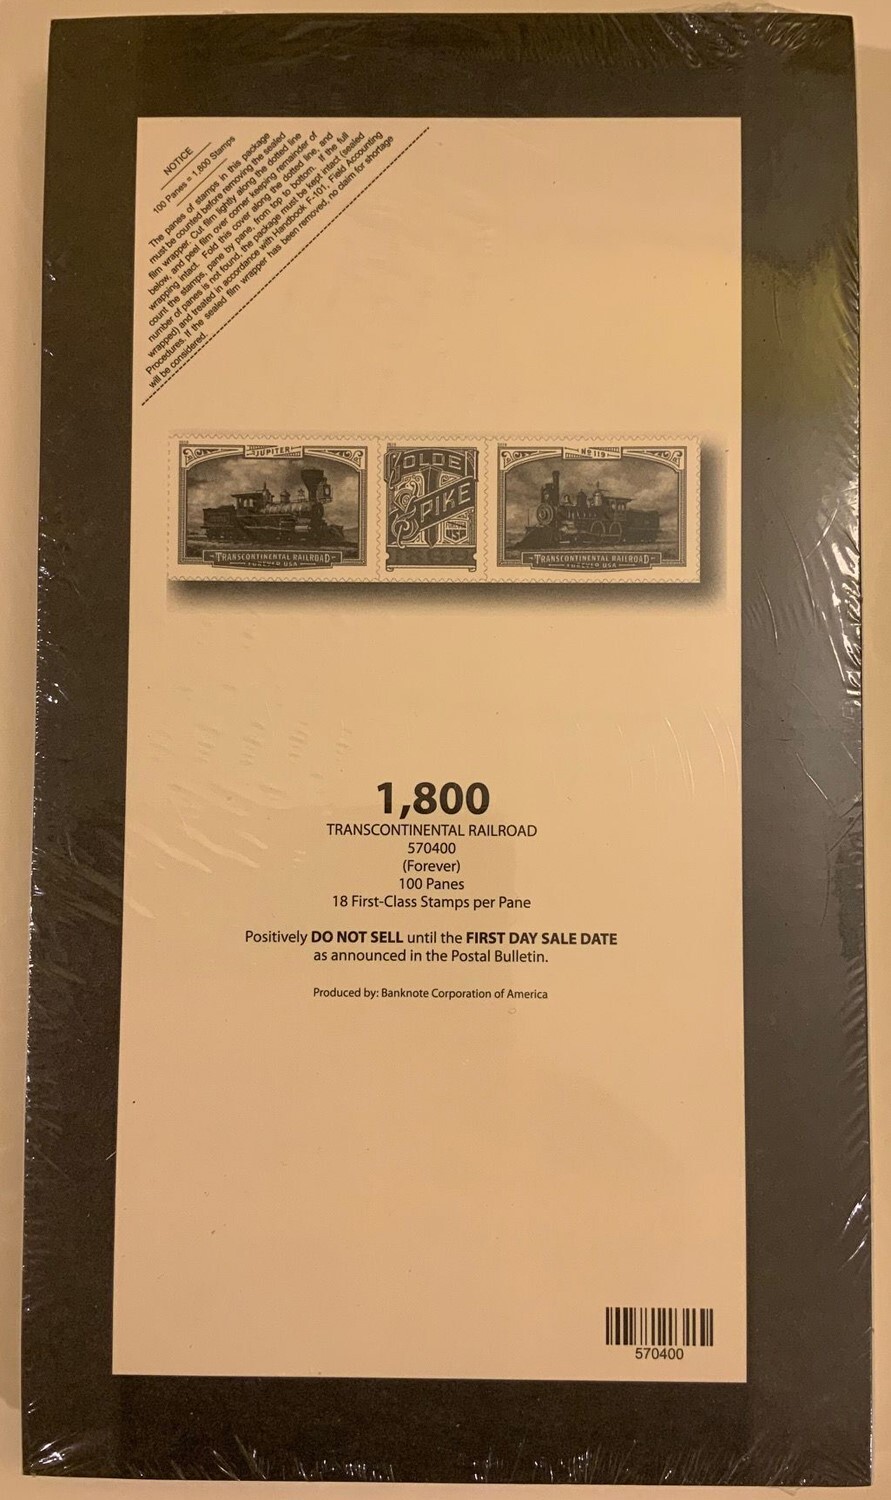 NOTICE
100 Panes = 1,800 Stamps
The panes of stamps in this package
must be counted before removing the sealed
film wrapper. Cut film lightly along the dotted line
below, and peel film over corner keeping remainder of
wrapping intact. Fold this cover along the dotted line, and
count the stamps, pane by pane, from top to bottom. If the full
number of panes is not found, the package must be kept intact (sealed
wrapped) and treated in accordance with Handbook F-101, Field Accounting
Procedures. If the sealed film wrapper has been removed, no claim for shortage
will be considered.
JUPITER
TRANSCONTINENTAL RAILROAD
FOREVER USA
GOLDEN
SPIKE
USA
Nº 119
TRANSCONTINENTAL RAILROAD
FOREVER USA
1,800
TRANSCONTINENTAL RAILROAD
570400
(Forever)
100 Panes
18 First-Class Stamps per Pane
Positively DO NOT SELL until the FIRST DAY SALE DATE
as announced in the Postal Bulletin.
Produced by: Banknote Corporation of America
570400